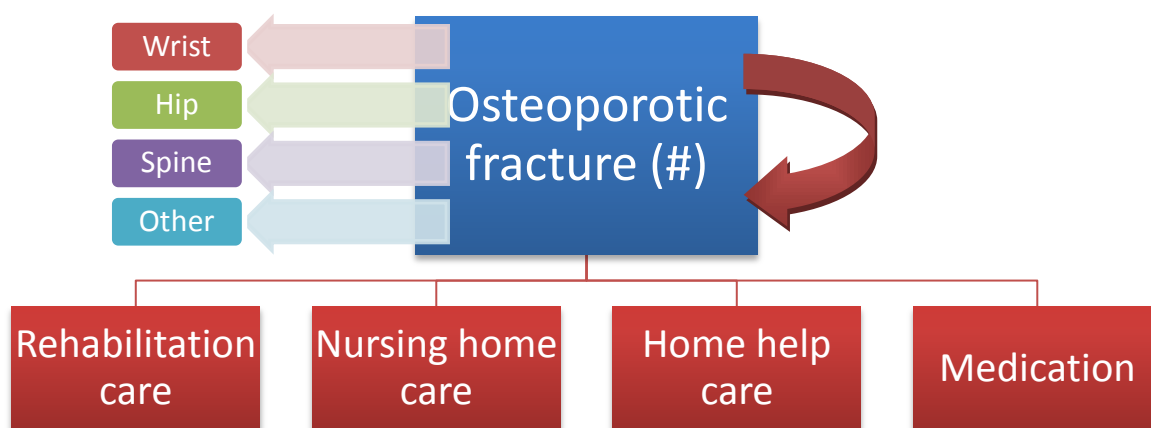 Wrist
Hip
Spine
Other
Osteoporotic
fracture (#)
Rehabilitation
care
Nursing home
care
Home help
care
Medication